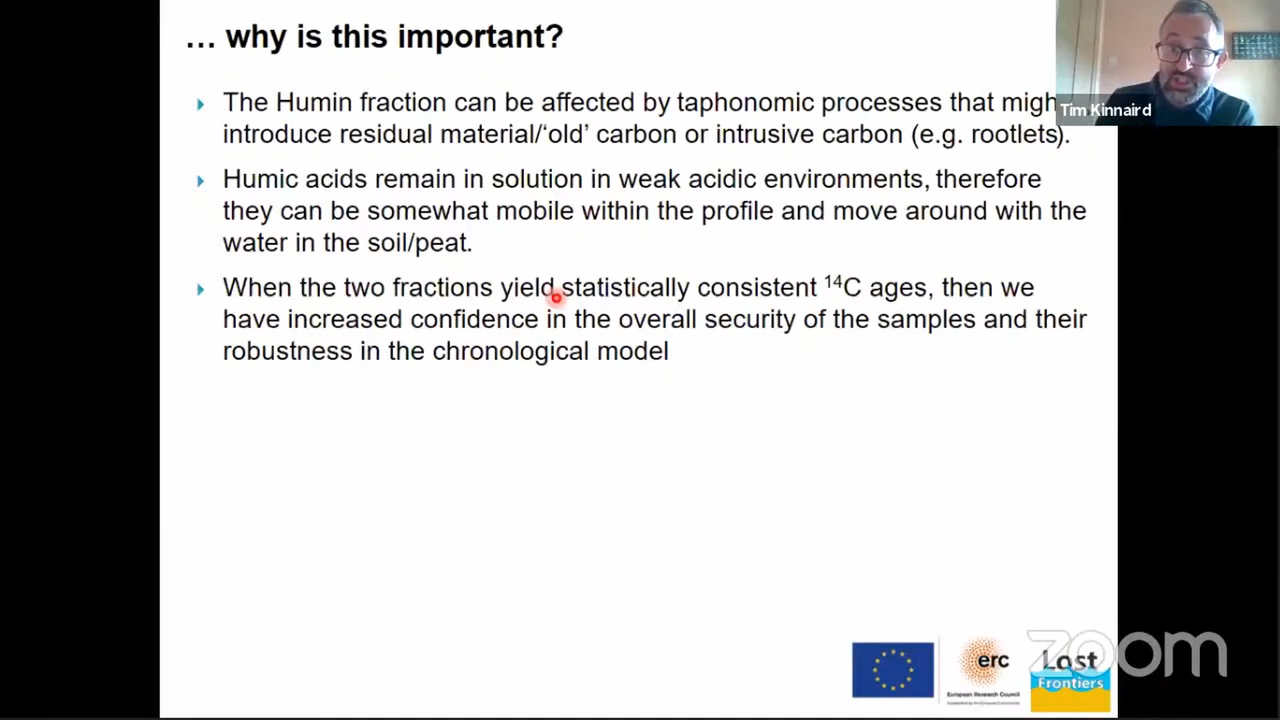 … why is this important?
Tim Kinnaird
The Humin fraction can be affected by taphonomic processes that migh
introduce residual material/‘old’ carbon or intrusive carbon (e.g. rootlets).
Humic acids remain in solution in weak acidic environments, therefore
they can be somewhat mobile within the profile and move around with the
water in the soil/peat.
When the two fractions yield statistically consistent ¹⁴C ages, then we
have increased confidence in the overall security of the samples and their
robustness in the chronological model
erc
European Research Council
zoom
Lost
Frontiers